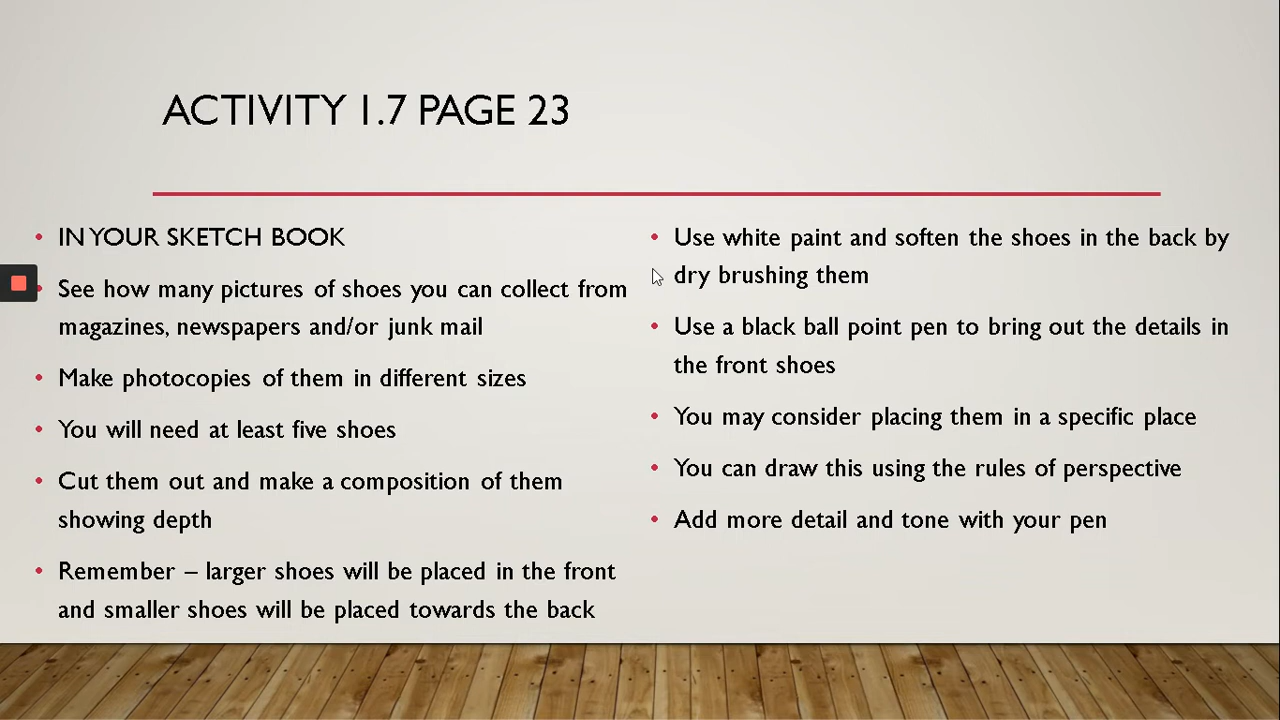 ACTIVITY 1.7 PAGE 23
IN YOUR SKETCH BOOK
See how many pictures of shoes you can collect from
magazines, newspapers and/or junk mail
Make photocopies of them in different sizes
You will need at least five shoes
Cut them out and make a composition of them
showing depth
Remember – larger shoes will be placed in the front
and smaller shoes will be placed towards the back
Use white paint and soften the shoes in the back by
dry brushing them
Use a black ball point pen to bring out the details in
the front shoes
You may consider placing them in a specific place
You can draw this using the rules of perspective
Add more detail and tone with your pen